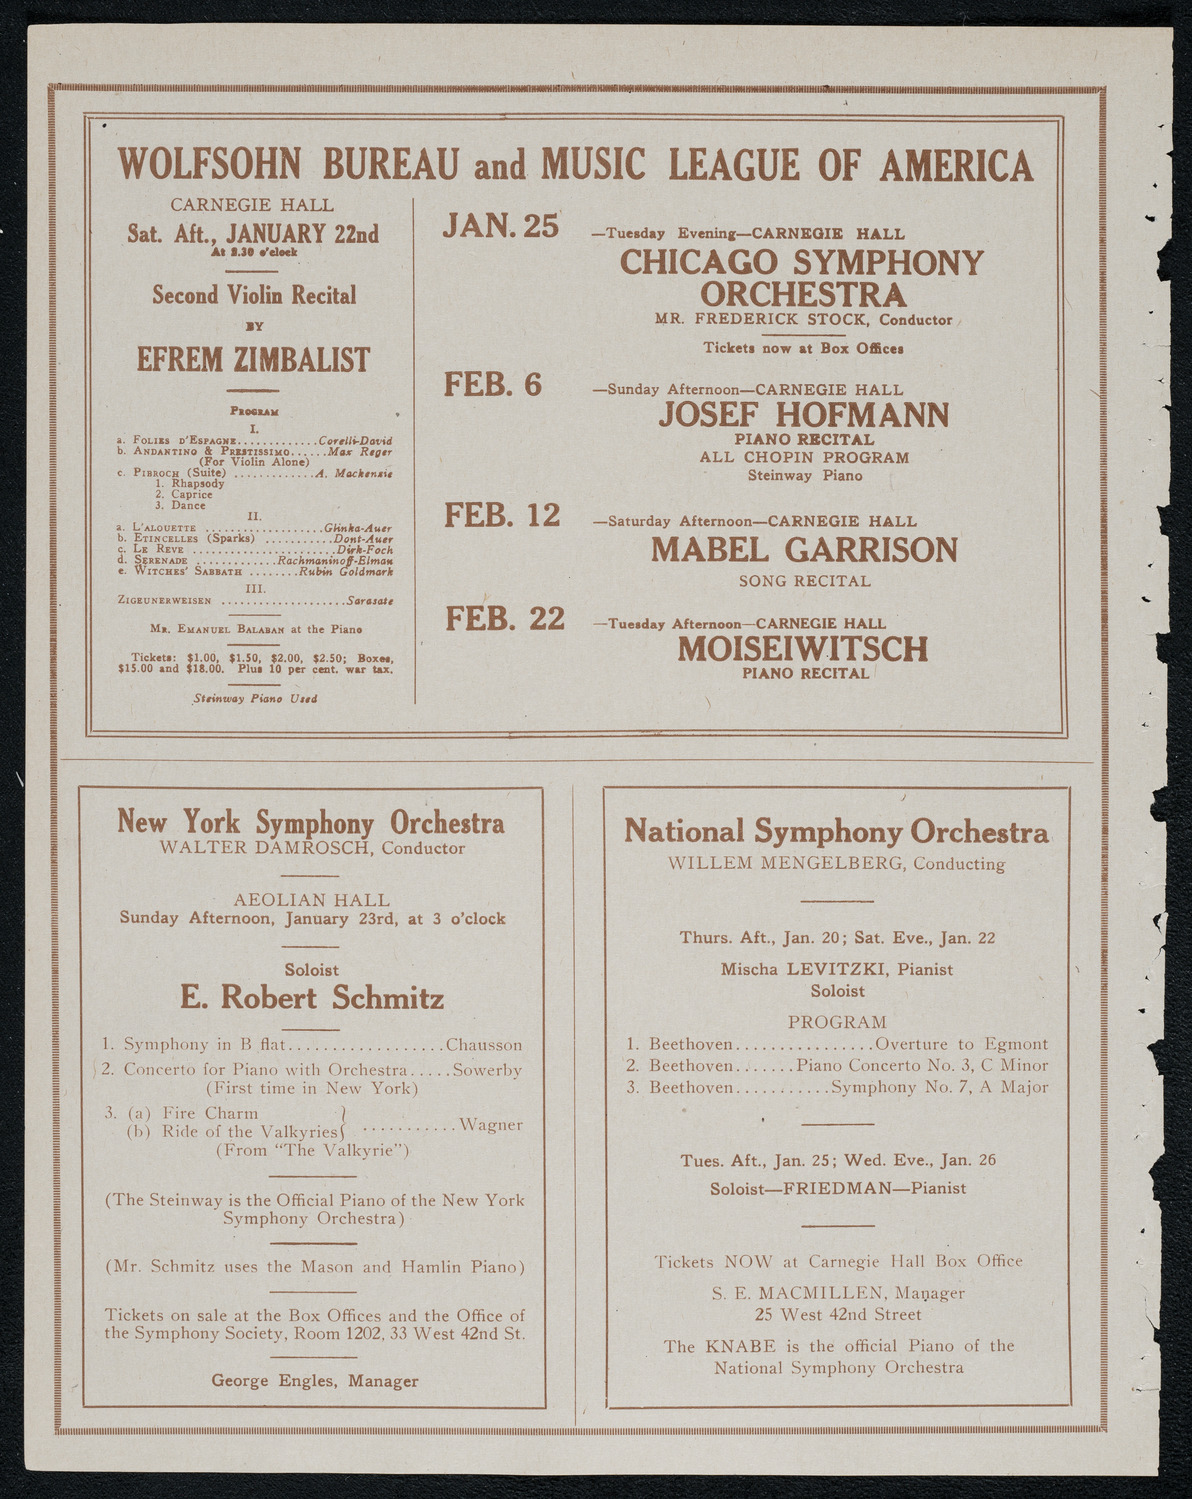 WOLFSOHN BUREAU and MUSIC LEAGUE OF AMERICA
CARNEGIE HALL
Sat. Aft., JANUARY 22nd
At 2.30 o'clock
Second Violin Recital
BY
EFREM ZIMBALIST
PROGRAM
I.
a. FOLIES D'ESPAGNE............Corelli-David
b. ANDANTINO & PRESTISSIMO......Max Reger
(For Violin Alone)
c. PIBROCH (Suite) .............A. Mackenzie
1. Rhapsody
2. Caprice
3. Dance
II.
a. L'ALOUETTE ..................Glinka-Auer
b. ETINCELLES (Sparks) ...........Dont-Auer
c. LE REVE ......................Dirk-Foch
d. SERENADE ............Rachmaninoff-Elman
e. WITCHES' SABBATH ........Rubin Goldmark
III.
ZIGEUNERWEISEN ...................Sarasate
MR. EMANUEL BALABAN at the Piano
Tickets: $1.00, $1.50, $2.00, $2.50; Boxes,
$15.00 and $18.00. Plus 10 per cent. war tax.
Steinway Piano Used
JAN. 25 —Tuesday Evening—CARNEGIE HALL
CHICAGO SYMPHONY
ORCHESTRA
MR. FREDERICK STOCK, Conductor
Tickets now at Box Offices
FEB. 6 —Sunday Afternoon—CARNEGIE HALL
JOSEF HOFMANN
PIANO RECITAL
ALL CHOPIN PROGRAM
Steinway Piano
FEB. 12 —Saturday Afternoon—CARNEGIE HALL
MABEL GARRISON
SONG RECITAL
FEB. 22 —Tuesday Afternoon—CARNEGIE HALL
MOISEIWITSCH
PIANO RECITAL
New York Symphony Orchestra
WALTER DAMROSCH, Conductor
AEOLIAN HALL
Sunday Afternoon, January 23rd, at 3 o'clock
Soloist
E. Robert Schmitz
1. Symphony in B flat..................Chausson
2. Concerto for Piano with Orchestra.....Sowerby
(First time in New York)
3. (a) Fire Charm
(b) Ride of the Valkyries} ...........Wagner
(From "The Valkyrie")
(The Steinway is the Official Piano of the New York
Symphony Orchestra)
(Mr. Schmitz uses the Mason and Hamlin Piano)
Tickets on sale at the Box Offices and the Office of
the Symphony Society, Room 1202, 33 West 42nd St.
George Engles, Manager
National Symphony Orchestra
WILLEM MENGELBERG, Conducting
Thurs. Aft., Jan. 20; Sat. Eve., Jan. 22
Mischa LEVITZKI, Pianist
Soloist
PROGRAM
1. Beethoven................Overture to Egmont
2. Beethoven.......Piano Concerto No. 3, C Minor
3. Beethoven...........Symphony No. 7, A Major
Tues. Aft., Jan. 25; Wed. Eve., Jan. 26
Soloist—FRIEDMAN—Pianist
Tickets NOW at Carnegie Hall Box Office
S. E. MACMILLEN, Manager
25 West 42nd Street
The KNABE is the official Piano of the
National Symphony Orchestra